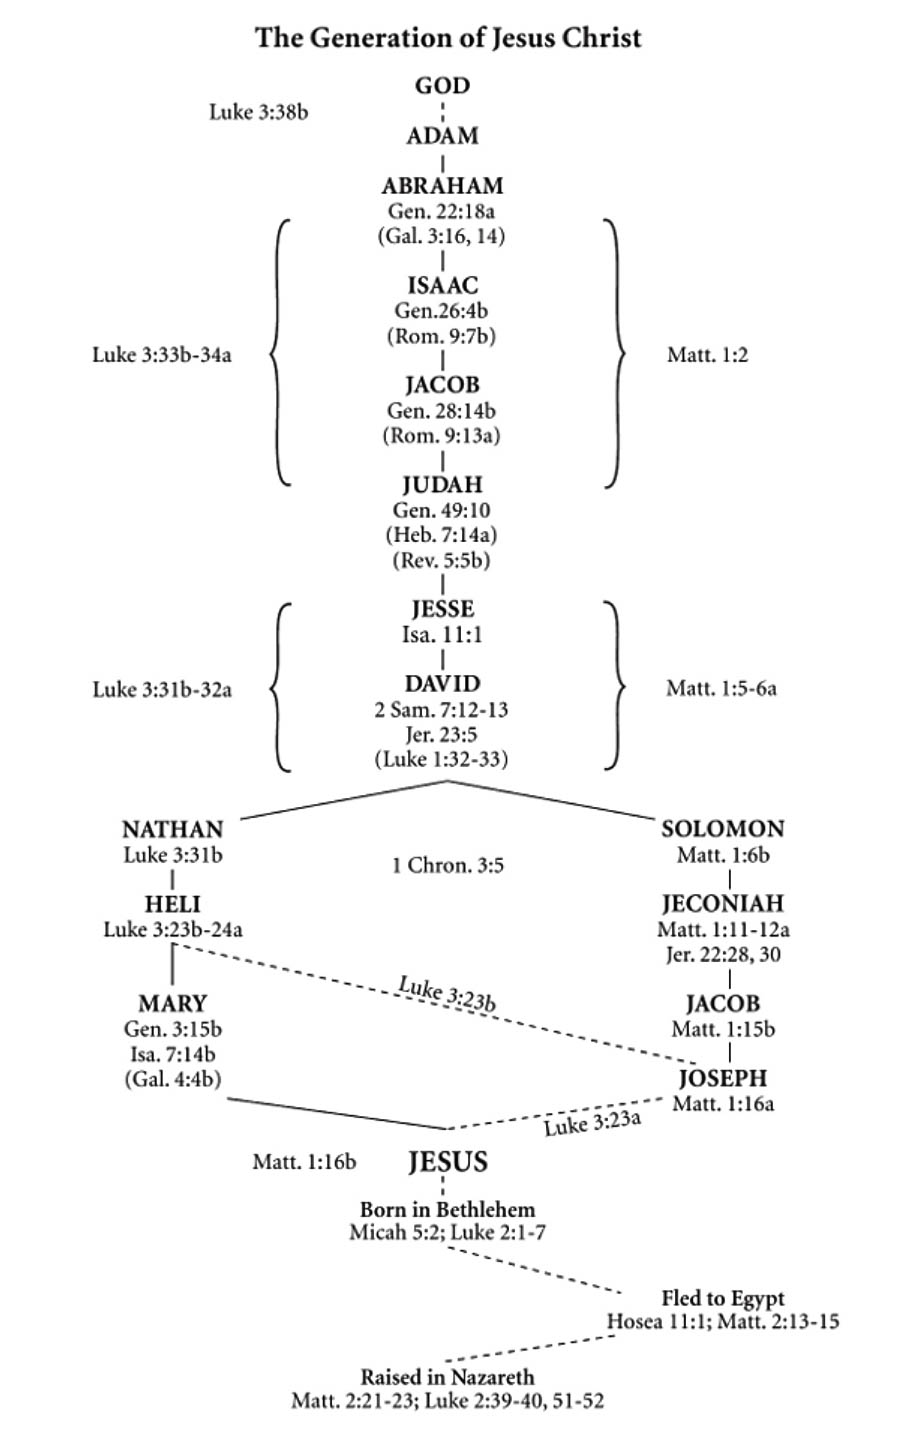 The Generation of Jesus Christ
GOD
Luke 3:38b
ADAM
ABRAHAM
Gen. 22:18a
(Gal. 3:16, 14)
ISAAC
Gen.26:4b
(Rom. 9:7b)
Luke 3:33b-34a
Matt. 1:2
JACOB
Gen. 28:14b
(Rom. 9:13a)
JUDAH
Gen. 49:10
(Heb. 7:14a)
(Rev. 5:5b)
JESSE
Isa. 11:1
Luke 3:31b-32a
Matt. 1:5-6a
DAVID
2 Sam. 7:12-13
Jer. 23:5
(Luke 1:32-33)
NATHAN
Luke 3:31b
1 Chron. 3:5
SOLOMON
Matt. 1:6b
HELI
Luke 3:23b-24a
JECONIAH
Matt. 1:11-12a
Jer. 22:28, 30
Luke 3:23b
MARY
Gen. 3:15b
Isa. 7:14b
(Gal. 4:4b)
JACOB
Matt. 1:15b
JOSEPH
Matt. 1:16a
Luke 3:23a
Matt. 1:16b
JESUS
Born in Bethlehem
Micah 5:2; Luke 2:1-7
Fled to Egypt
Hosea 11:1; Matt. 2:13-15
Raised in Nazareth
Matt. 2:21-23; Luke 2:39-40, 51-52